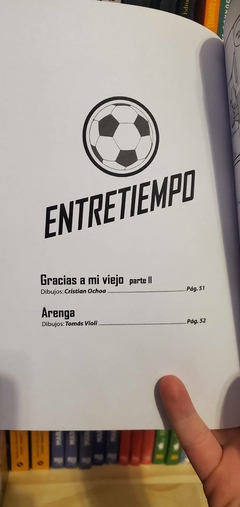 ENTRETIEMPO
Gracias a mi viejo parte II
Dibujos: Cristian Ochoa Pág. 51
Arenga
Dibujos: Tomás Violi Pág. 52